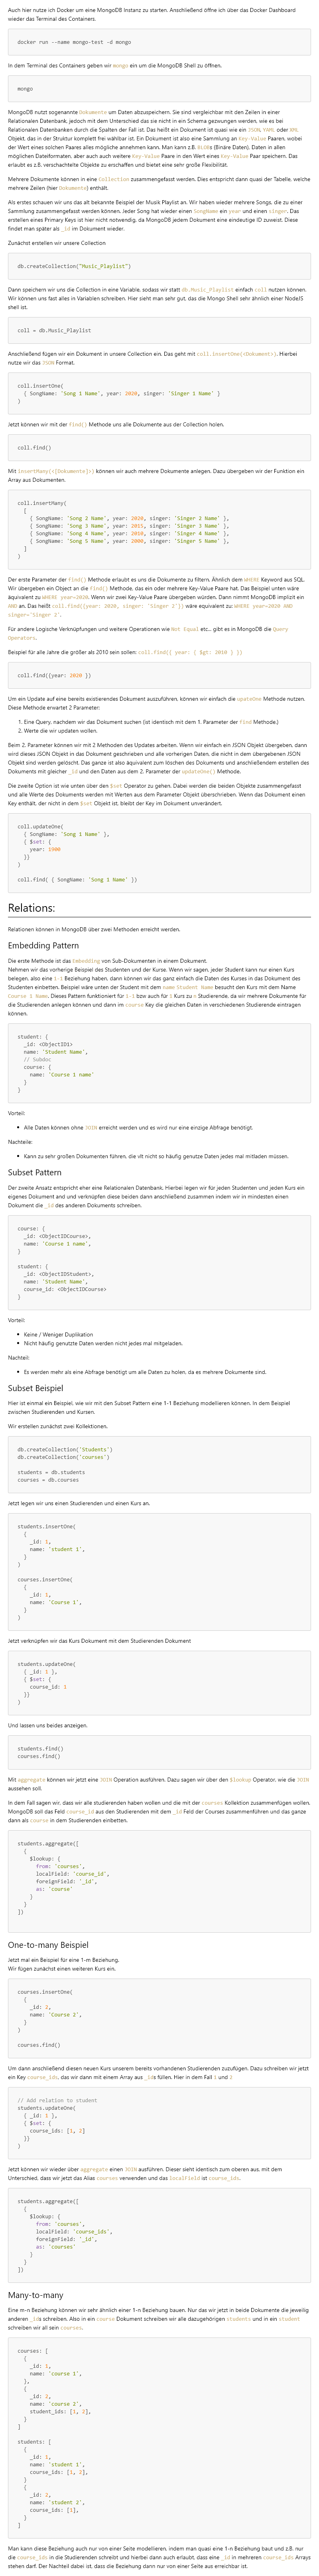 Auch hier nutze ich Docker um eine MongoDB Instanz zu starten. Anschließend öffne ich über das Docker Dashboard
wieder das Terminal des Containers.
docker run --name mongo-test -d mongo
In dem Terminal des Containers geben wir mongo ein um die MongoDB Shell zu öffnen.
mongo
MongoDB nutzt sogenannte Dokumente um Daten abzuspeichern. Sie sind vergleichbar mit den Zeilen in einer
Relationalen Datenbank, jedoch mit dem Unterschied das sie nicht in ein Schema gezwungen werden, wie es bei
Relationalen Datenbanken durch die Spalten der Fall ist. Das heißt ein Dokument ist quasi wie ein JSON, YAML oder XML
Objekt, das in der Struktur komplett frei wählbar ist. Ein Dokument ist also eine Sammlung an Key-Value Paaren, wobei
der Wert eines solchen Paares alles mögliche annehmen kann. Man kann z.B. BLOBs (Binäre Daten), Daten in allen
möglichen Dateiformaten, aber auch auch weitere Key-Value Paare in den Wert eines Key-Value Paar speichern. Das
erlaubt es z.B. verschachtelte Objekte zu erschaffen und bietet eine sehr große Flexibilität.
Mehrere Dokumente können in eine Collection zusammengefasst werden. Dies entspricht dann quasi der Tabelle, welche
mehrere Zeilen (hier Dokumente) enthält.
Als erstes schauen wir uns das alt bekannte Beispiel der Musik Playlist an. Wir haben wieder mehrere Songs, die zu einer
Sammlung zusammengefasst werden können. Jeder Song hat wieder einen SongName ein year und einen singer. Das
erstellen eines Primary Keys ist hier nicht notwendig, da MongoDB jedem Dokument eine eindeutige ID zuweist. Diese
findet man später als _id im Dokument wieder.
Zunächst erstellen wir unsere Collection
db.createCollection("Music_Playlist")
Dann speichern wir uns die Collection in eine Variable, sodass wir statt db.Music_Playlist einfach coll nutzen können.
Wir können uns fast alles in Variablen schreiben. Hier sieht man sehr gut, das die Mongo Shell sehr ähnlich einer NodeJS
shell ist.
coll = db.Music_Playlist
Anschließend fügen wir ein Dokument in unsere Collection ein. Das geht mit coll.insertOne(<Dokument>). Hierbei
nutze wir das JSON Format.
coll.insertOne(
{ SongName: 'Song 1 Name', year: 2020, singer: 'Singer 1 Name' }
)
Jetzt können wir mit der find() Methode uns alle Dokumente aus der Collection holen.
coll.find()
Mit insertMany(<[Dokumente]>) können wir auch mehrere Dokumente anlegen. Dazu übergeben wir der Funktion ein
Array aus Dokumenten.
coll.insertMany(
[
{ SongName: 'Song 2 Name', year: 2020, singer: 'Singer 2 Name' },
{ SongName: 'Song 3 Name', year: 2015, singer: 'Singer 3 Name' },
{ SongName: 'Song 4 Name', year: 2010, singer: 'Singer 4 Name' },
{ SongName: 'Song 5 Name', year: 2000, singer: 'Singer 5 Name' },
]
)
Der erste Parameter der find() Methode erlaubt es uns die Dokumente zu filtern. Ähnlich dem WHERE Keyword aus SQL.
Wir übergeben ein Object an die find() Methode, das ein oder mehrere Key-Value Paare hat. Das Beispiel unten wäre
äquivalent zu WHERE year=2020. Wenn wir zwei Key-Value Paare übergeben würden. Dann nimmt MongoDB implizit ein
AND an. Das heißt coll.find({year: 2020, singer: 'Singer 2'}) wäre equivalent zu WHERE year=2020 AND
singer='Singer 2'.
Für andere Logische Verknüpfungen oder erweitere Operationen wie Not Equal etc... gibt es in MongoDB die Query
Operators.
Beispiel für alle Jahre die größer als 2010 sein sollen: coll.find({ year: { $gt: 2010 } })
coll.find({year: 2020 })
Um ein Update auf eine bereits existierendes Dokument auszuführen, können wir einfach die upateOne Methode nutzen.
Diese Methode erwartet 2 Parameter:
1. Eine Query, nachdem wir das Dokument suchen (ist identisch mit dem 1. Parameter der find Methode.)
2. Werte die wir updaten wollen.
Beim 2. Parameter können wir mit 2 Methoden des Updates arbeiten. Wenn wir einfach ein JSON Objekt übergeben, dann
wird dieses JSON Objekt in das Dokument geschrieben und alle vorherigen Daten, die nicht in dem neuen übergebenen JSON
Objekt sind werden gelöscht. Das ganze ist also äquivalent zum löschen des Dokuments und anschließenden erstellen des
Dokuments mit gleicher _id und den Daten aus dem 2. Parameter der updateOne() Methode.
Die zweite Option ist wie unten über den $set Operator zu gehen. Dabei werden die beiden Objekte zusammengefasst
und alle Werte des Dokuments werden mit Werten aus dem Parameter Objekt überschrieben. Wenn das Dokument einen
Key enthält, der nicht in dem $set Objekt ist, bleibt der Key im Dokument unverändert.
coll.updateOne(
{ SongName: 'Song 1 Name' },
{ $set: {
year: 1900
}}
)
coll.find( { SongName: 'Song 1 Name' })
Relations:
Relationen können in MongoDB über zwei Methoden erreicht werden.
Embedding Pattern
Die erste Methode ist das Embedding von Sub-Dokumenten in einem Dokument.
Nehmen wir das vorherige Beispiel des Studenten und der Kurse. Wenn wir sagen, jeder Student kann nur einen Kurs
belegen, also eine 1-1 Beziehung haben, dann können wir das ganz einfach die Daten des Kurses in das Dokument des
Studenten einbetten. Beispiel wäre unten der Student mit dem name Student Name besucht den Kurs mit dem Name
Course 1 Name. Dieses Pattern funktioniert für 1-1 bzw auch für 1 Kurs zu n Studierende, da wir mehrere Dokumente für
die Studierenden anlegen können und dann im course Key die gleichen Daten in verschiedenen Studierende eintragen
können.
student: {
_id: <ObjectID1>
name: 'Student Name',
// Subdoc
course: {
name: 'Course 1 name'
}
}
Vorteil:
• Alle Daten können ohne JOIN erreicht werden und es wird nur eine einzige Abfrage benötigt.
Nachteile:
• Kann zu sehr großen Dokumenten führen, die vllt nicht so häufig genutze Daten jedes mal mitladen müssen.
Subset Pattern
Der zweite Ansatz entspricht eher eine Relationalen Datenbank. Hierbei legen wir für jeden Studenten und jeden Kurs ein
eigenes Dokument and und verknüpfen diese beiden dann anschließend zusammen indem wir in mindesten einen
Dokument die _id des anderen Dokuments schreiben.
course: {
_id: <ObjectIDCourse>,
name: 'Course 1 name',
}
student: {
_id: <ObjectIDStudent>,
name: 'Student Name',
course_id: <ObjectIDCourse>
}
Vorteil:
• Keine / Weniger Duplikation
• Nicht häufig genutzte Daten werden nicht jedes mal mitgeladen.
Nachteil:
• Es werden mehr als eine Abfrage benötigt um alle Daten zu holen, da es mehrere Dokumente sind.
Subset Beispiel
Hier ist einmal ein Beispiel, wie wir mit den Subset Pattern eine 1-1 Beziehung modellieren können. In dem Beispiel
zwischen Studierenden und Kursen.
Wir erstellen zunächst zwei Kollektionen.
db.createCollection('Students')
db.createCollection('courses')
students = db.students
courses = db.courses
Jetzt legen wir uns einen Studierenden und einen Kurs an.
students.insertOne(
{
_id: 1,
name: 'student 1',
}
)
courses.insertOne(
{
_id: 1,
name: 'Course 1',
}
)
Jetzt verknüpfen wir das Kurs Dokument mit dem Studierenden Dokument
students.updateOne(
{ _id: 1 },
{ $set: {
course_id: 1
}}
)
Und lassen uns beides anzeigen.
students.find()
courses.find()
Mit aggregate können wir jetzt eine JOIN Operation ausführen. Dazu sagen wir über den $lookup Operator, wie die JOIN
aussehen soll.
In dem Fall sagen wir, dass wir alle studierenden haben wollen und die mit der courses Kollektion zusammenfügen wollen.
MongoDB soll das Feld course_id aus den Studierenden mit dem _id Feld der Courses zusammenführen und das ganze
dann als course in dem Studierenden einbetten.
students.aggregate([
{
$lookup: {
from: 'courses',
localField: 'course_id',
foreignField: '_id',
as: 'course'
}
}
])
One-to-many Beispiel
Jetzt mal ein Beispiel für eine 1-m Beziehung.
Wir fügen zunächst einen weiteren Kurs ein.
courses.insertOne(
{
_id: 2,
name: 'Course 2',
}
)
courses.find()
Um dann anschließend diesen neuen Kurs unserem bereits vorhandenen Studierenden zuzufügen. Dazu schreiben wir jetzt
ein Key course_ids, das wir dann mit einem Array aus _ids füllen. Hier in dem Fall 1 und 2
// Add relation to student
students.updateOne(
{ _id: 1 },
{ $set: {
course_ids: [1, 2]
}}
)
Jetzt können wir wieder über aggregate einen JOIN ausführen. Dieser sieht identisch zum oberen aus, mit dem
Unterschied, dass wir jetzt das Alias courses verwenden und das localField ist course_ids.
students.aggregate([
{
$lookup: {
from: 'courses',
localField: 'course_ids',
foreignField: '_id',
as: 'courses'
}
}
])
Many-to-many
Eine m-n Beziehung können wir sehr ähnlich einer 1-n Beziehung bauen. Nur das wir jetzt in beide Dokumente die jeweilig
anderen _ids schreiben. Also in ein course Dokument schreiben wir alle dazugehörigen students und in ein student
schreiben wir all sein courses.
courses: [
{
_id: 1,
name: 'course 1',
},
{
_id: 2,
name: 'course 2',
student_ids: [1, 2],
}
]
students: [
{
_id: 1,
name: 'student 1',
course_ids: [1, 2],
}
{
_id: 2,
name: 'student 2',
course_ids: [1],
}
]
Man kann diese Beziehung auch nur von einer Seite modellieren, indem man quasi eine 1-n Beziehung baut und z.B. nur
die course_ids in die Studierenden schreibt und hierbei dann auch erlaubt, dass eine _id in mehreren course_ids Arrays
stehen darf. Der Nachteil dabei ist, dass die Beziehung dann nur von einer Seite aus erreichbar ist.